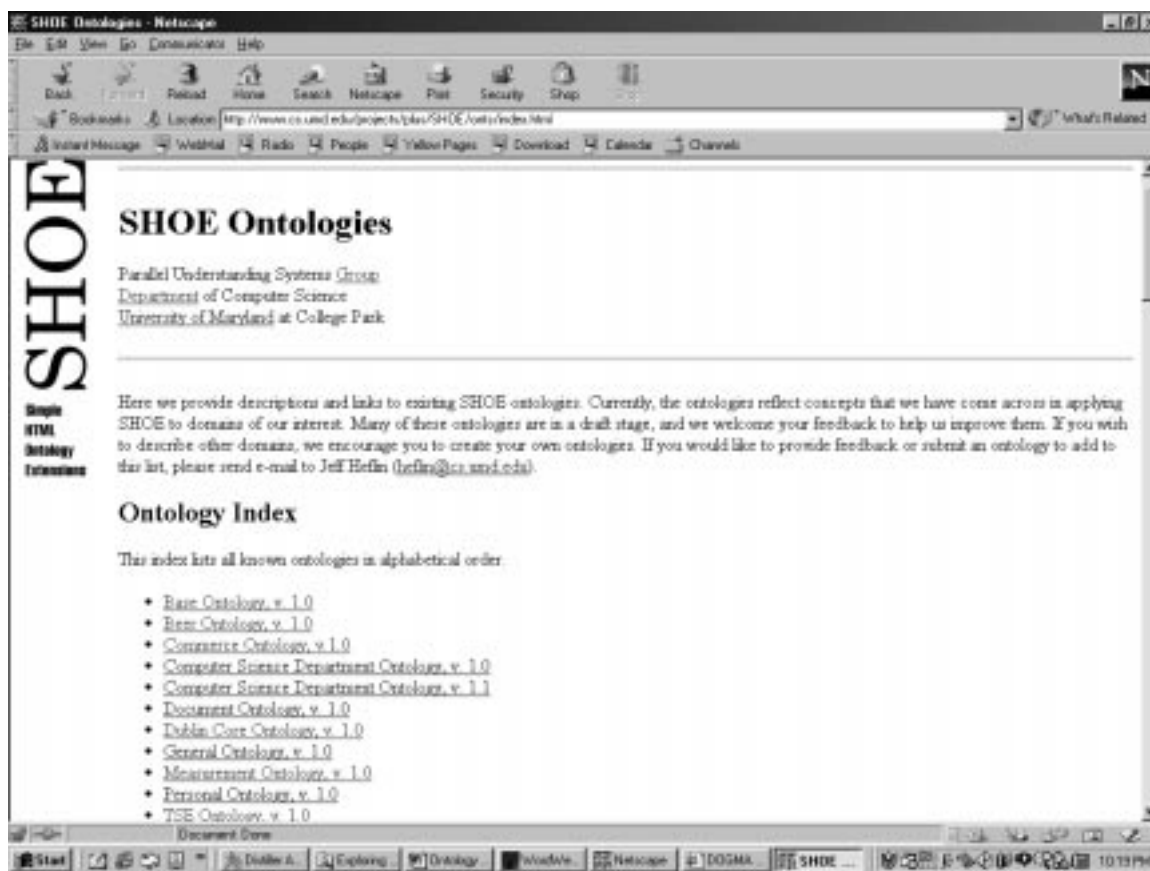 SHOE Ontologies - Netscape
File Edit View Go Communicator Help
Back Forward Reload Home Search Netscape Print Security Shop
Bookmarks Location http://www.cs.umd.edu/projects/plus/SHOE/onto/index.html What's Related
Instant Message WebMail Radio People Yellow Pages Download Calendar Channels
SHOE
Simple
HTML
Ontology
Extensions
SHOE Ontologies
Parallel Understanding Systems Group
Department of Computer Science
University of Maryland at College Park
Here we provide descriptions and links to existing SHOE ontologies. Currently, the ontologies reflect concepts that we have come across in applying
SHOE to domains of our interest. Many of these ontologies are in a draft stage, and we welcome your feedback to help us improve them. If you wish
to describe other domains, we encourage you to create your own ontologies. If you would like to provide feedback or submit an ontology to add to
this list, please send e-mail to Jeff Heflin (heflin@cs.umd.edu).
Ontology Index
This index lists all known ontologies in alphabetical order.
• Base Ontology, v. 1.0
• Beer Ontology, v. 1.0
• Commerce Ontology, v.1.0
• Computer Science Department Ontology, v. 1.0
• Computer Science Department Ontology, v. 1.1
• Document Ontology, v. 1.0
• Dublin Core Ontology, v. 1.0
• General Ontology, v. 1.0
• Measurement Ontology, v. 1.0
• Personal Ontology, v. 1.0
• TSE Ontology, v. 1.0
Document Done
Start Distiller A... Exploring Ontology... WordWe... Netscape DOGMA... SHOE ... 10:19 PM